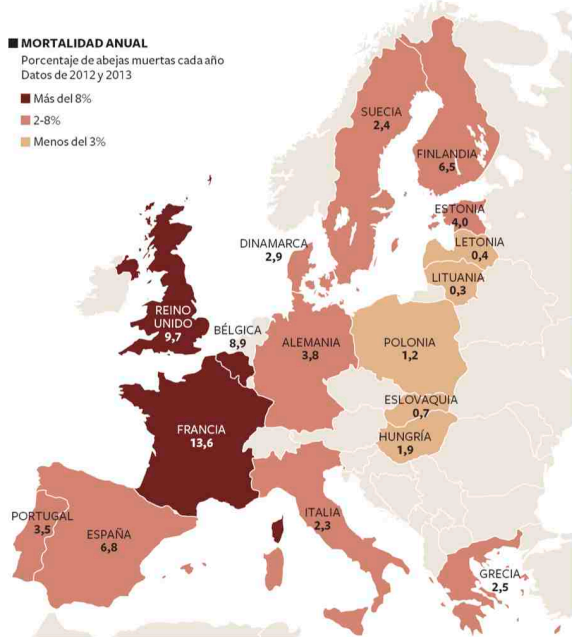 MORTALIDAD ANUAL
Porcentaje de abejas muertas cada año
Datos de 2012 y 2013
Más del 8%
2-8%
Menos del 3%
SUECIA
2,4
FINLANDIA
6,5
ESTONIA
4,0
LETONIA
0,4
LITUANIA
0,3
DINAMARCA
2,9
REINO
UNIDO
9,7
BÉLGICA
8,9
ALEMANIA
3,8
POLONIA
1,2
ESLOVAQUIA
0,7
HUNGRÍA
1,9
FRANCIA
13,6
PORTUGAL
3,5
ESPAÑA
6,8
ITALIA
2,3
GRECIA
2,5